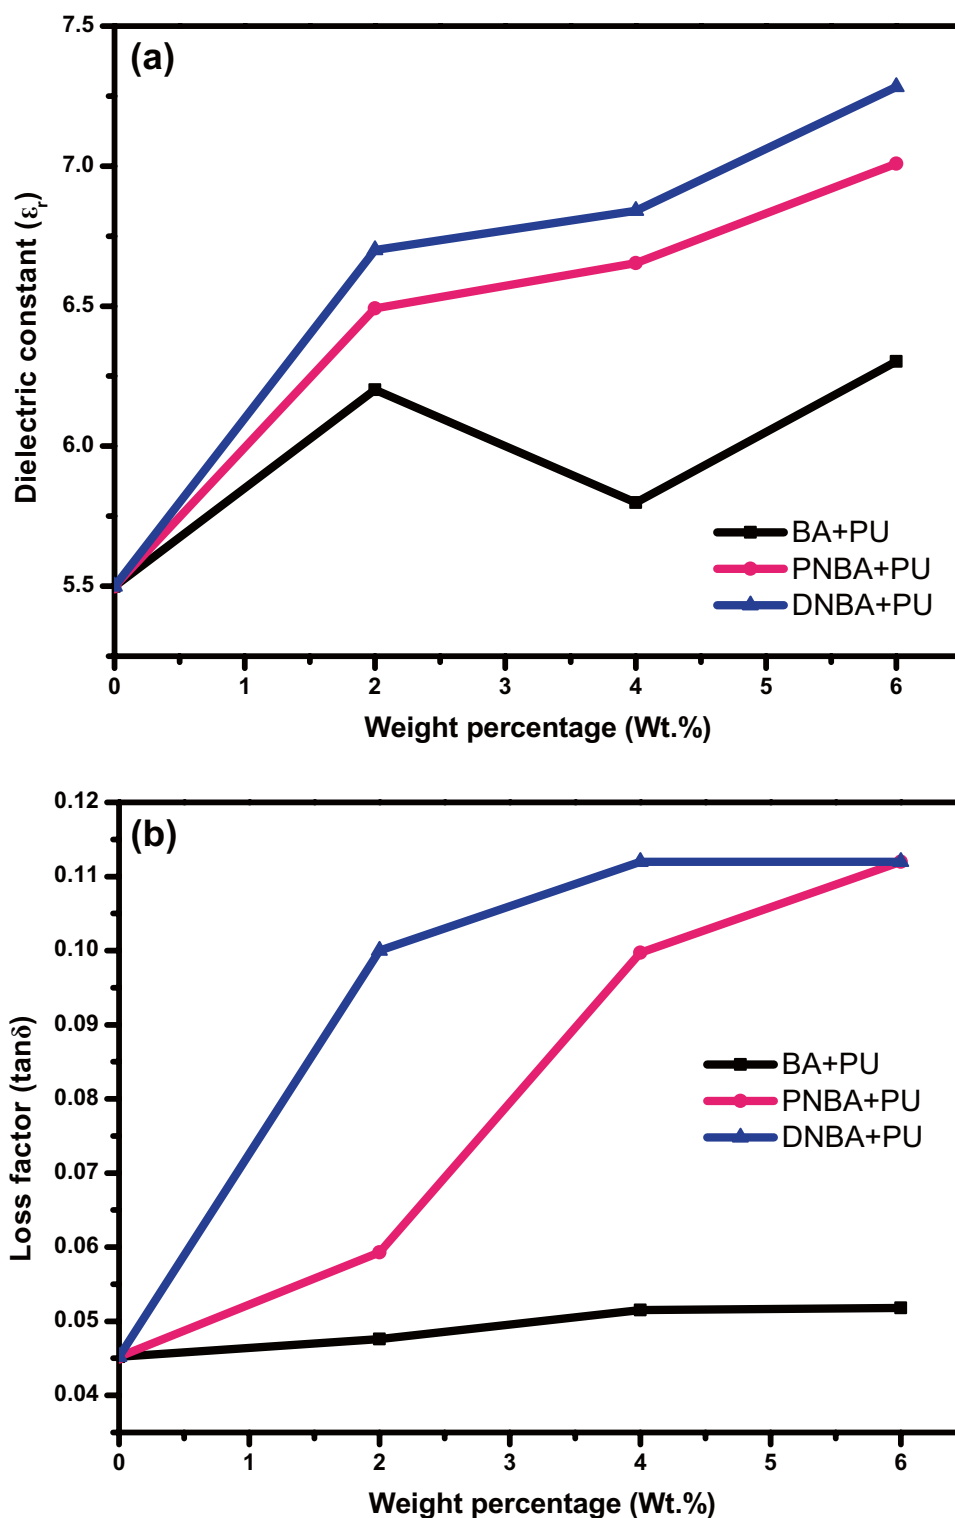 (a)
7.5
7.0
6.5
6.0
5.5
Dielectric constant (εr)
BA+PU
PNBA+PU
DNBA+PU
0 1 2 3 4 5 6
Weight percentage (Wt.%)
(b)
0.12
0.11
0.10
0.09
0.08
0.07
0.06
0.05
0.04
Loss factor (tanδ)
BA+PU
PNBA+PU
DNBA+PU
0 1 2 3 4 5 6
Weight percentage (Wt.%)